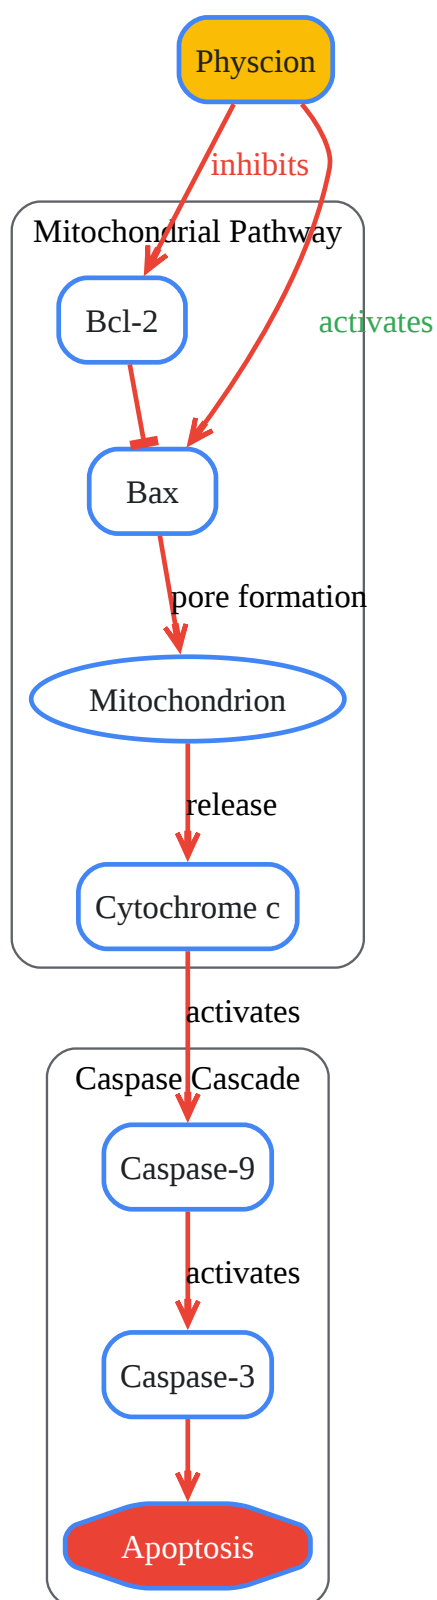 Physcion
inhibits
Mitochondrial Pathway
Bcl-2
activates
Bax
pore formation
Mitochondrion
release
Cytochrome c
activates
Caspase Cascade
Caspase-9
activates
Caspase-3
Apoptosis